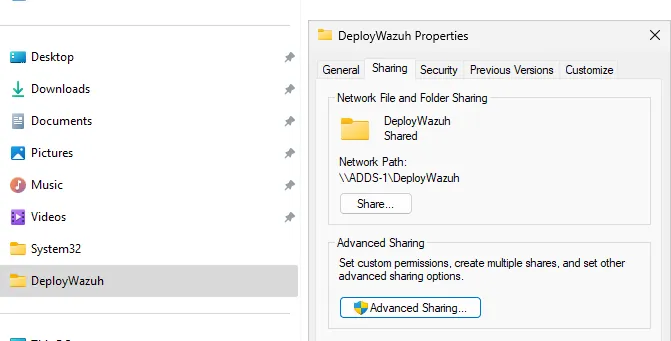 Desktop
Downloads
Documents
Pictures
Music
Videos
System32
DeployWazuh
DeployWazuh Properties
General
Sharing
Security
Previous Versions
Customize
Network File and Folder Sharing
DeployWazuh
Shared
Network Path:
\\ADDS-1\DeployWazuh
Share...
Advanced Sharing
Set custom permissions, create multiple shares, and set other
advanced sharing options.
Advanced Sharing...